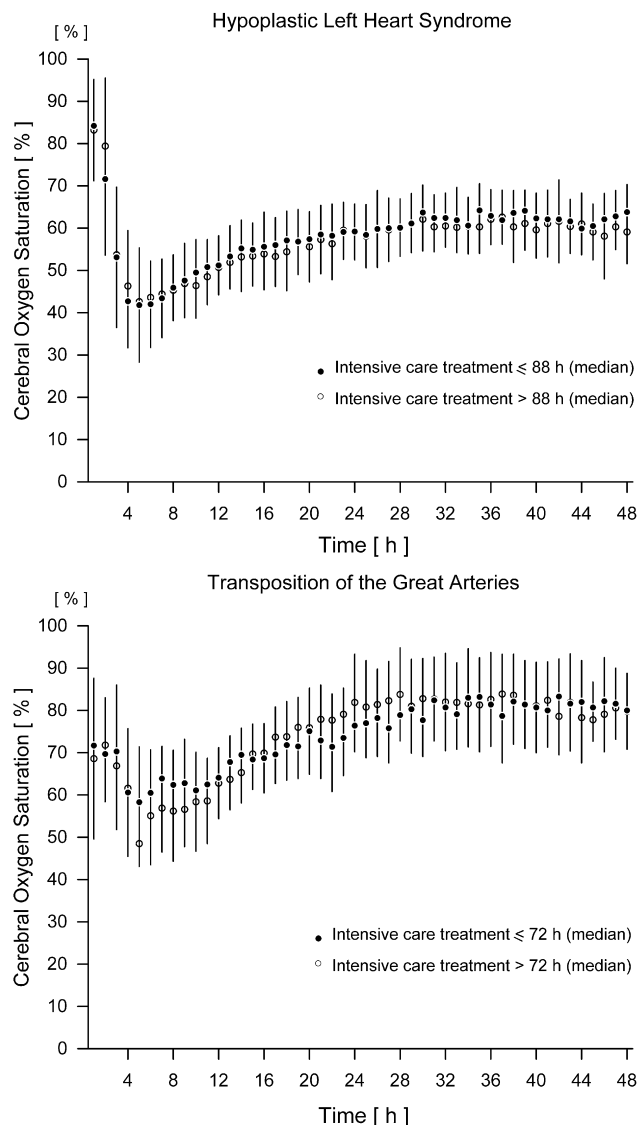 Hypoplastic Left Heart Syndrome
[ % ]
100
90
80
70
60
50
40
30
20
10
0
Cerebral Oxygen Saturation [ % ]
Intensive care treatment ⩽ 88 h (median)
Intensive care treatment > 88 h (median)
4 8 12 16 20 24 28 32 36 40 44 48
Time [ h ]
Transposition of the Great Arteries
[ % ]
100
90
80
70
60
50
40
30
20
10
0
Cerebral Oxygen Saturation [ % ]
Intensive care treatment ⩽ 72 h (median)
Intensive care treatment > 72 h (median)
4 8 12 16 20 24 28 32 36 40 44 48
Time [ h ]